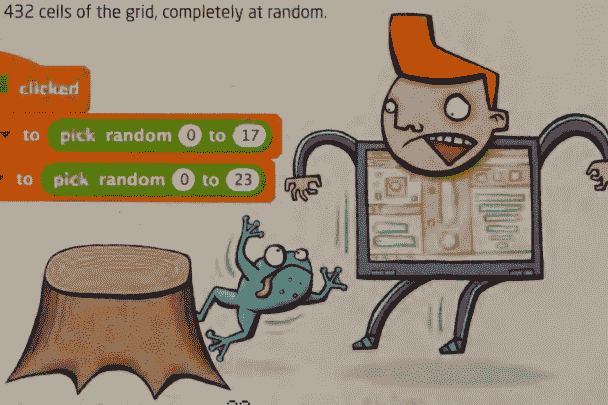 432 cells of the grid, completely at random.
clicked
to pick random 0 to 17
to pick random 0 to 23